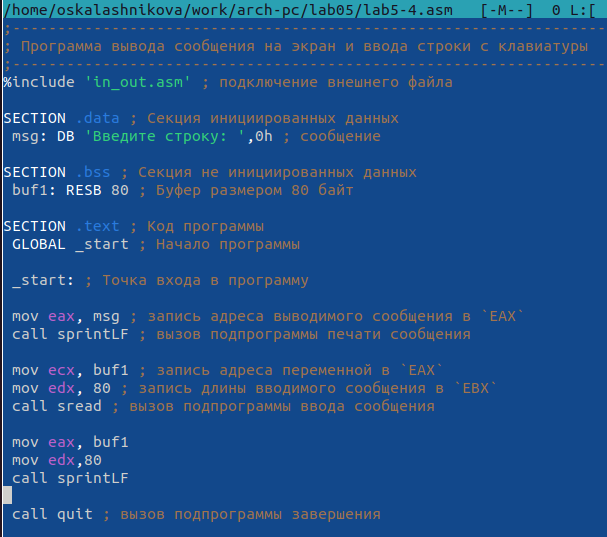 /home/oskalashnikova/work/arch-pc/lab05/lab5-4.asm   [-M--]  0 L:[
;------------------------------------------------------------------
; Программа вывода сообщения на экран и ввода строки с клавиатуры
;------------------------------------------------------------------
%include 'in_out.asm' ; подключение внешнего файла
SECTION .data ; Секция инициированных данных
msg: DB 'Введите строку: ',0h ; сообщение
SECTION .bss ; Секция не инициированных данных
buf1: RESB 80 ; Буфер размером 80 байт
SECTION .text ; Код программы
GLOBAL _start ; Начало программы
_start: ; Точка входа в программу
mov eax, msg ; запись адреса выводимого сообщения в `EAX`
call sprintLF ; вызов подпрограммы печати сообщения
mov ecx, buf1 ; запись адреса переменной в `EAX`
mov edx, 80 ; запись длины вводимого сообщения в `EBX`
call sread ; вызов подпрограммы ввода сообщения
mov eax, buf1
mov edx,80
call sprintLF
call quit ; вызов подпрограммы завершения